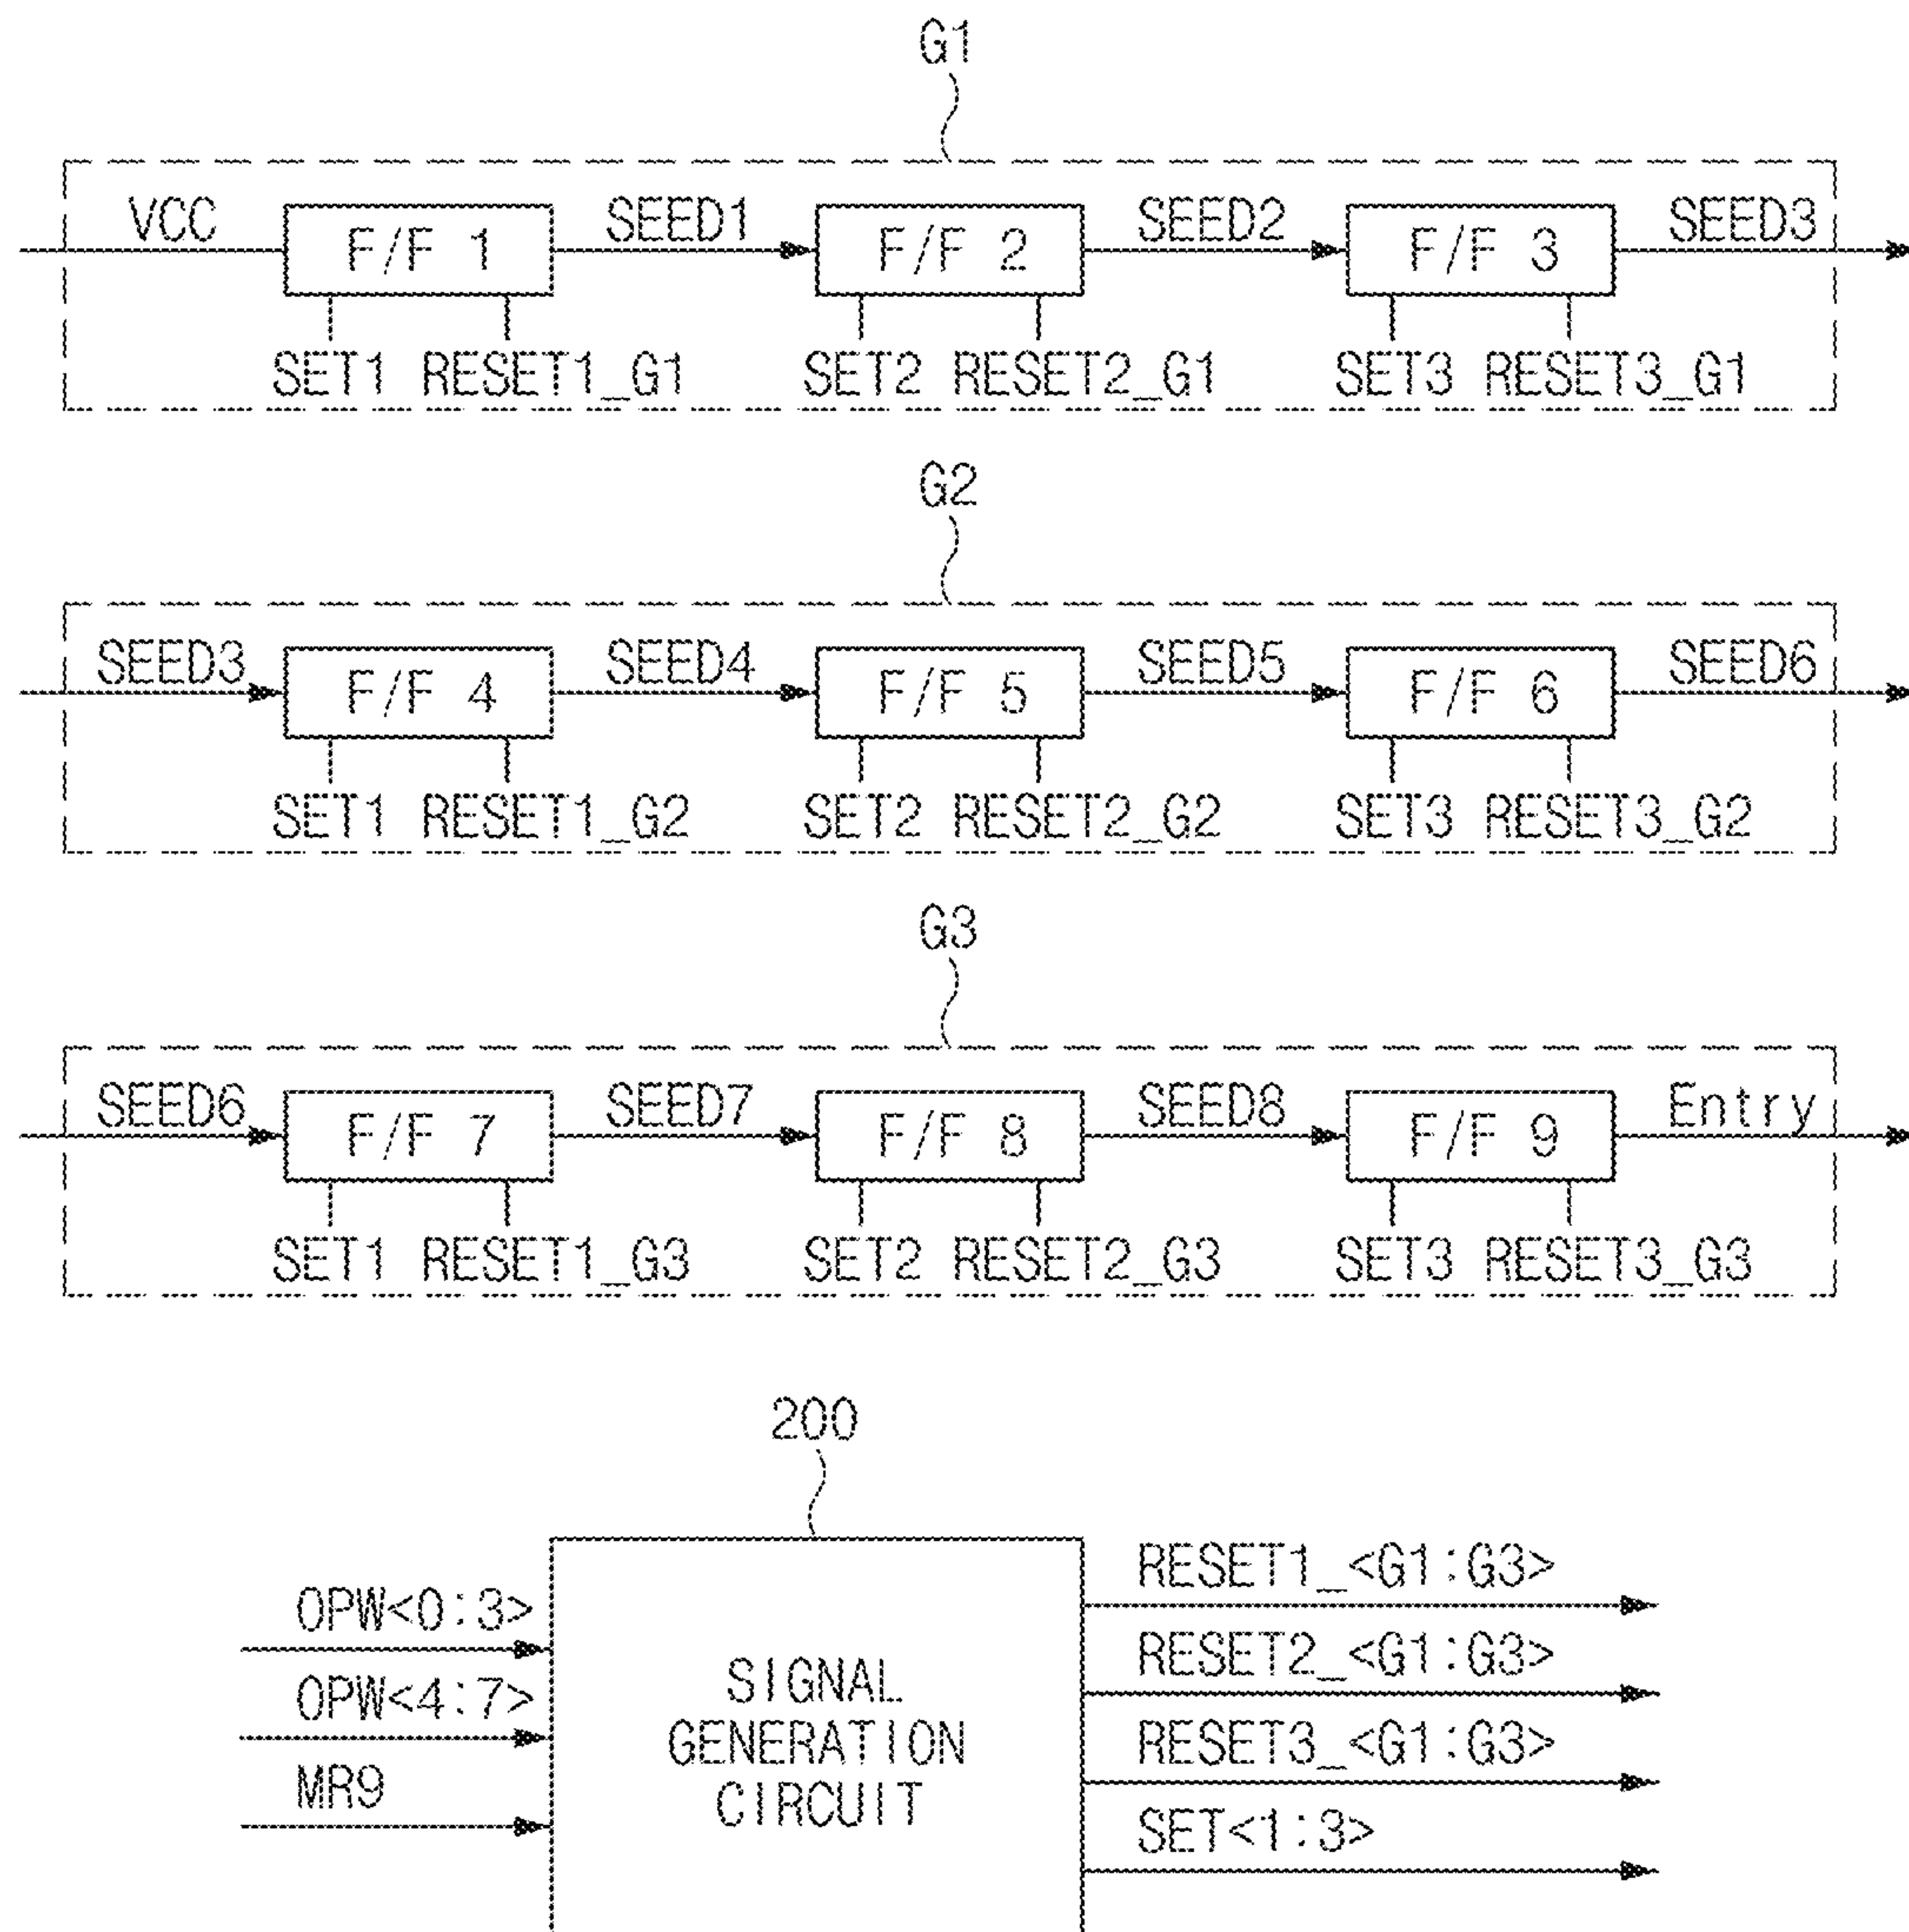 G1
VCC
F/F 1
SEED1
F/F 2
SEED2
F/F 3
SEED3
SET1 RESET1_G1
SET2 RESET2_G1
SET3 RESET3_G1
G2
SEED3
F/F 4
SEED4
F/F 5
SEED5
F/F 6
SEED6
SET1 RESET1_G2
SET2 RESET2_G2
SET3 RESET3_G2
G3
SEED6
F/F 7
SEED7
F/F 8
SEED8
F/F 9
Entry
SET1 RESET1_G3
SET2 RESET2_G3
SET3 RESET3_G3
200
OPW<0:3>
OPW<4:7>
MR9
SIGNAL
GENERATION
CIRCUIT
RESET1_<G1:G3>
RESET2_<G1:G3>
RESET3_<G1:G3>
SET<1:3>